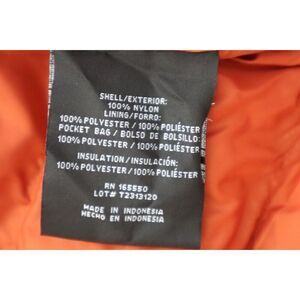 SHELL/EXTERIOR:
100% NYLON
LINING/FORRO:
100% POLYESTER / 100% POLIÉSTER
POCKET BAG / BOLSO DE BOLSILLO:
100% POLYESTER / 100% POLIÉSTER
INSULATION/INSULACIÓN:
100% POLYESTER / 100% POLIÉSTER
RN 165550
LOT# T2313120
MADE IN INDONESIA
HECHO EN INDONESIA